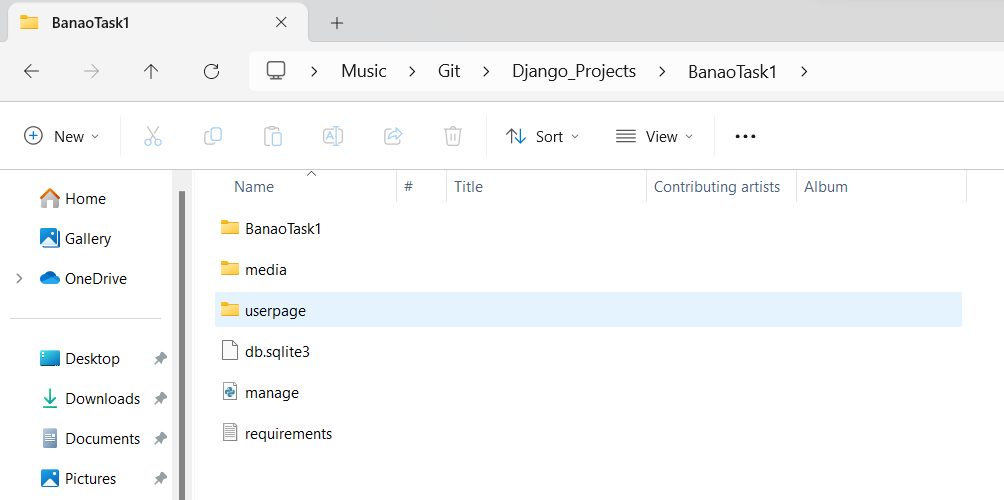 BanaoTask1
Music > Git > Django_Projects > BanaoTask1 >
New Sort View
Name # Title Contributing artists Album
Home
Gallery
OneDrive
Desktop
Downloads
Documents
Pictures
BanaoTask1
media
userpage
db.sqlite3
manage
requirements